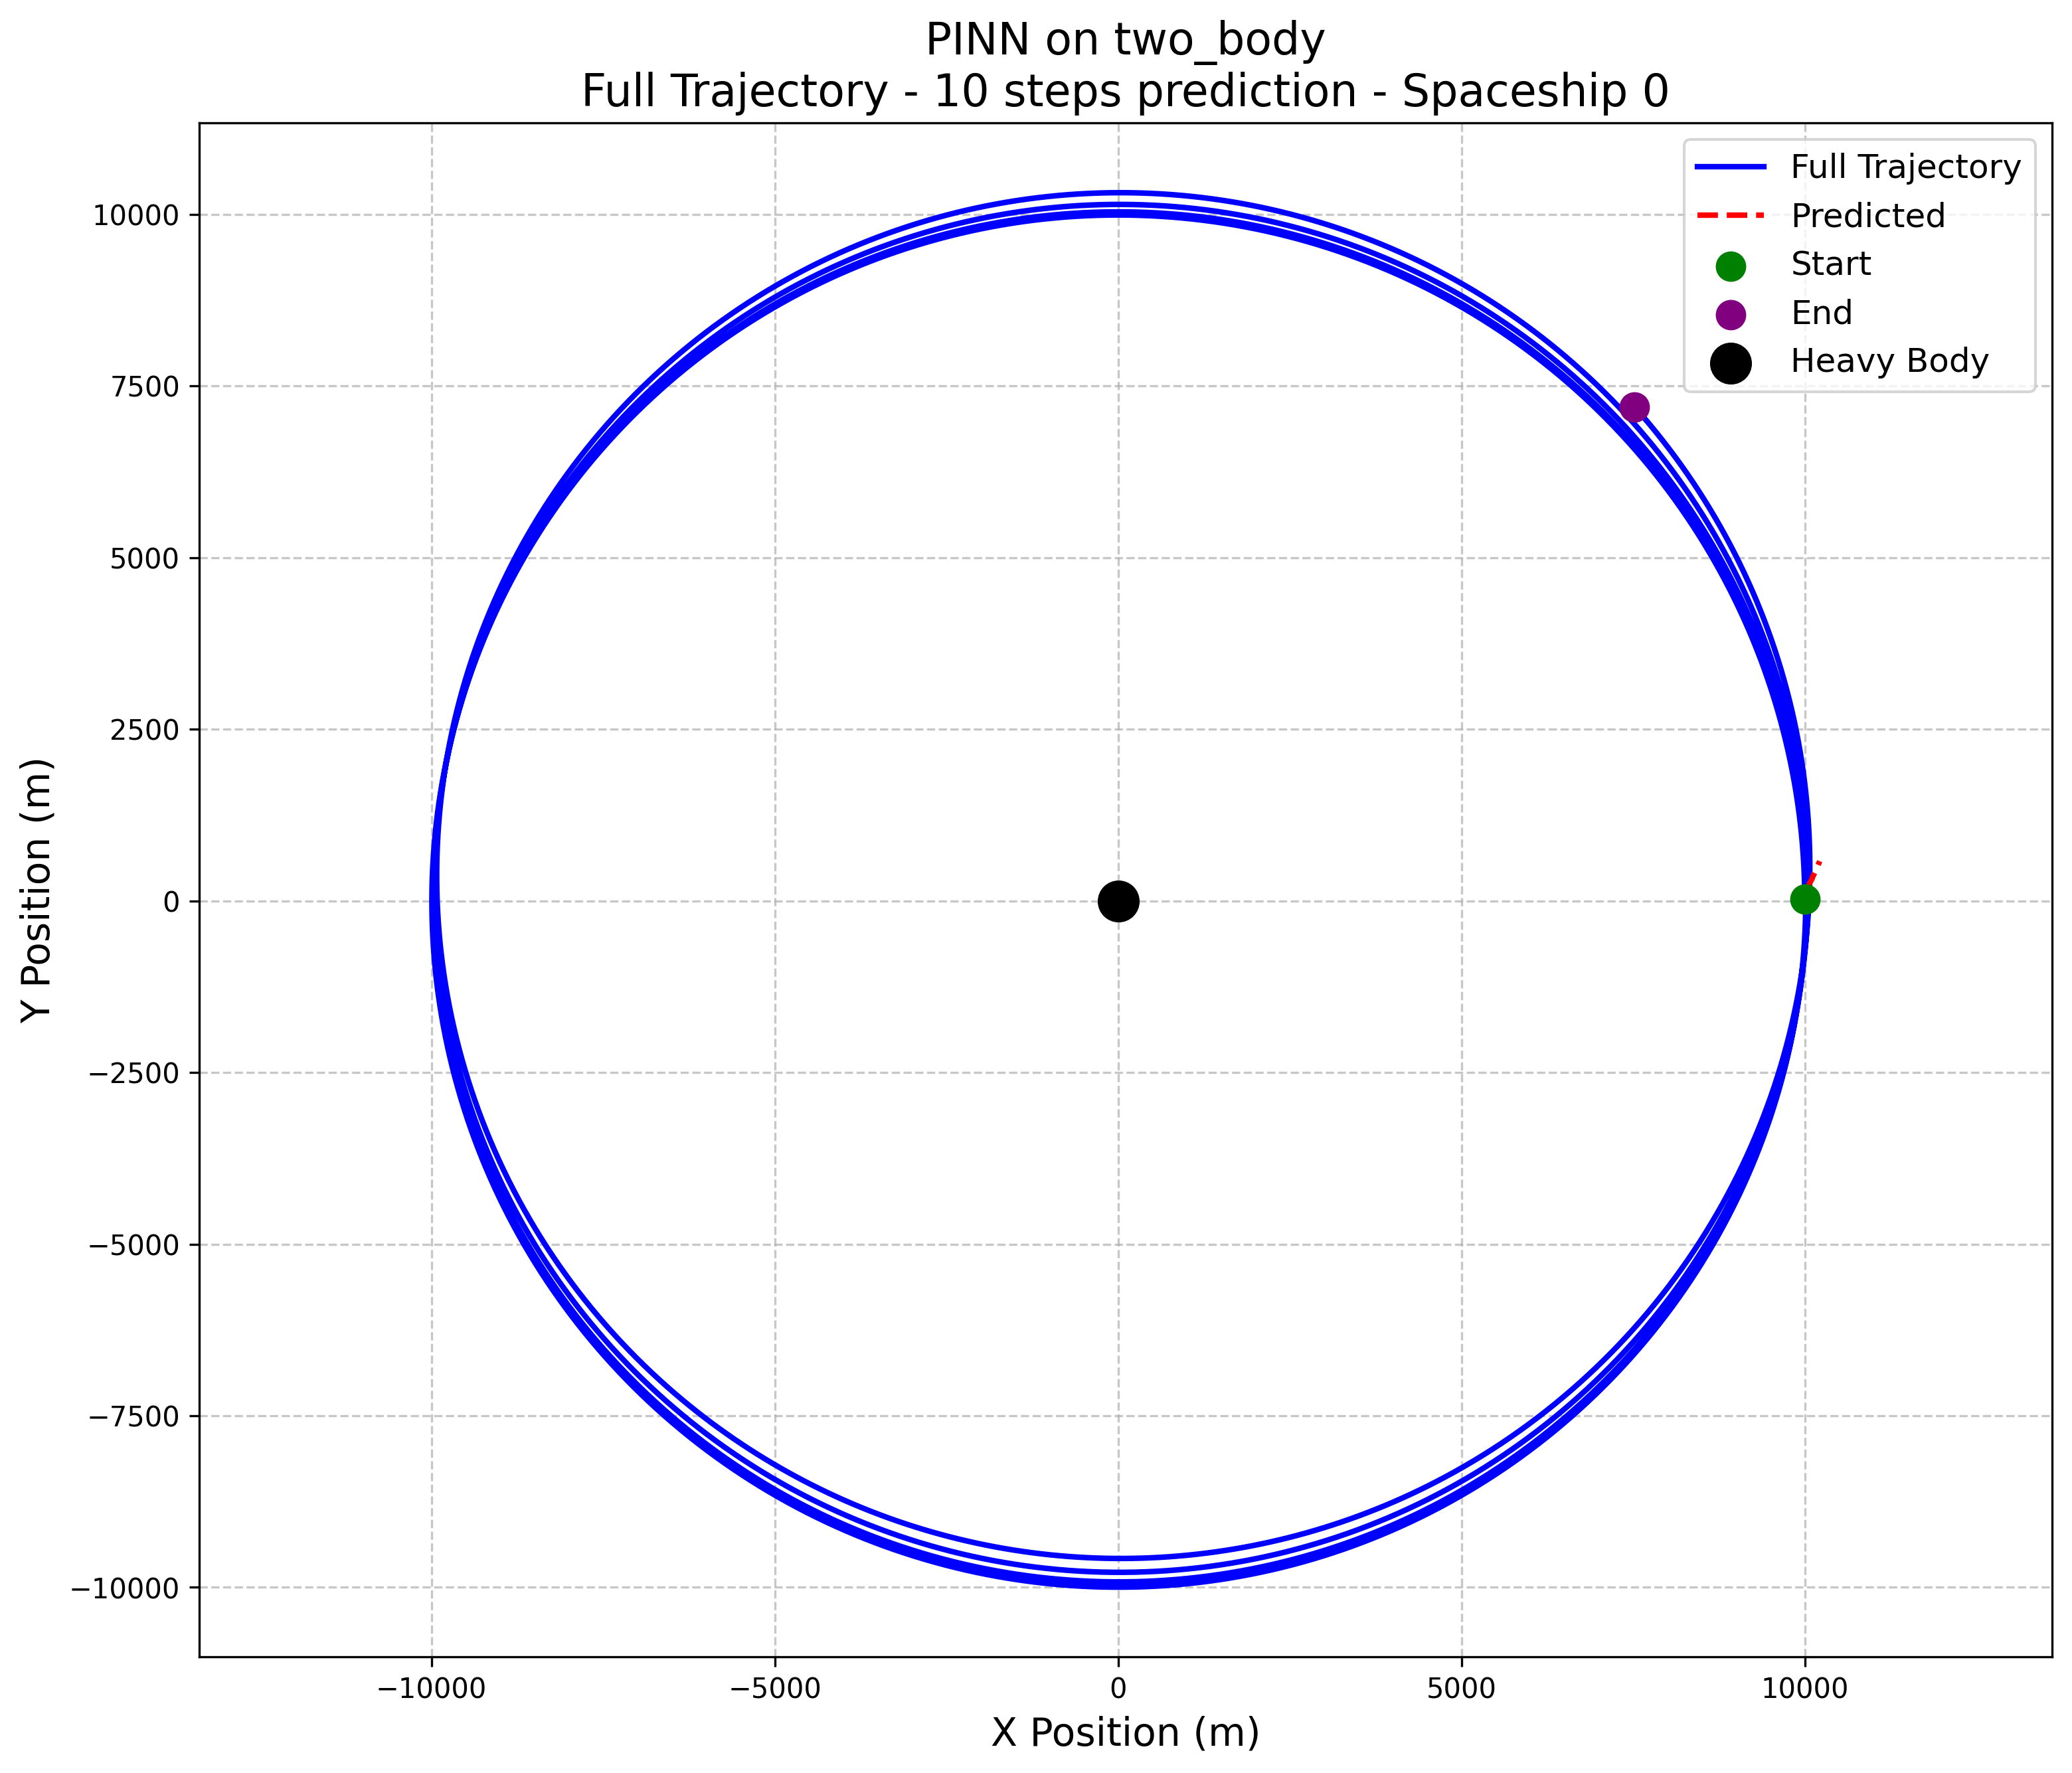 PINN on two_body
Full Trajectory - 10 steps prediction - Spaceship 0
Full Trajectory
Predicted
Start
End
Heavy Body
10000
7500
5000
2500
0
−2500
−5000
−7500
−10000
Y Position (m)
−10000
−5000
0
5000
10000
X Position (m)